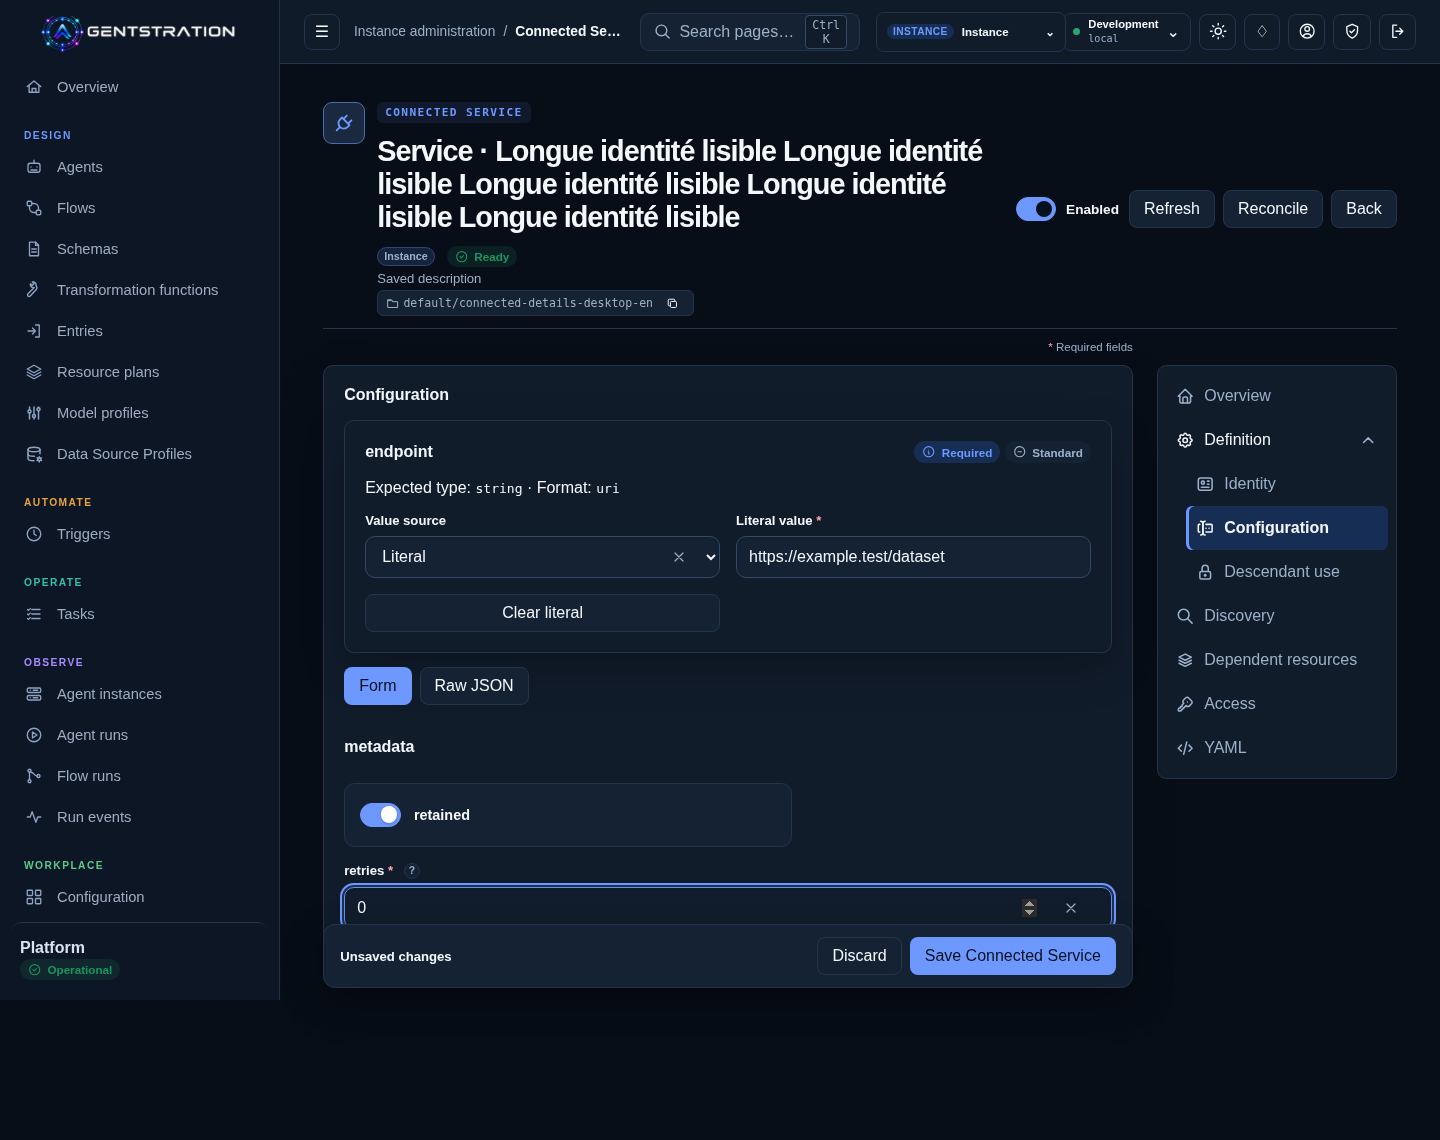 GENTSTRATION
Overview
DESIGN
Agents
Flows
Schemas
Transformation functions
Entries
Resource plans
Model profiles
Data Source Profiles
AUTOMATE
Triggers
OPERATE
Tasks
OBSERVE
Agent instances
Agent runs
Flow runs
Run events
WORKPLACE
Configuration
Platform
Operational
☰
Instance administration / Connected Se…
Search pages…
Ctrl
K
INSTANCE Instance
Development
local
CONNECTED SERVICE
Service · Longue identité lisible Longue identité
lisible Longue identité lisible Longue identité
lisible Longue identité lisible
Instance
Ready
Saved description
default/connected-details-desktop-en
Enabled
Refresh
Reconcile
Back
* Required fields
Configuration
endpoint
Required
Standard
Expected type: string · Format: uri
Value source
Literal
Literal value *
https://example.test/dataset
Clear literal
Form
Raw JSON
metadata
retained
retries * ?
0
Unsaved changes
Discard
Save Connected Service
Overview
Definition
Identity
Configuration
Descendant use
Discovery
Dependent resources
Access
YAML